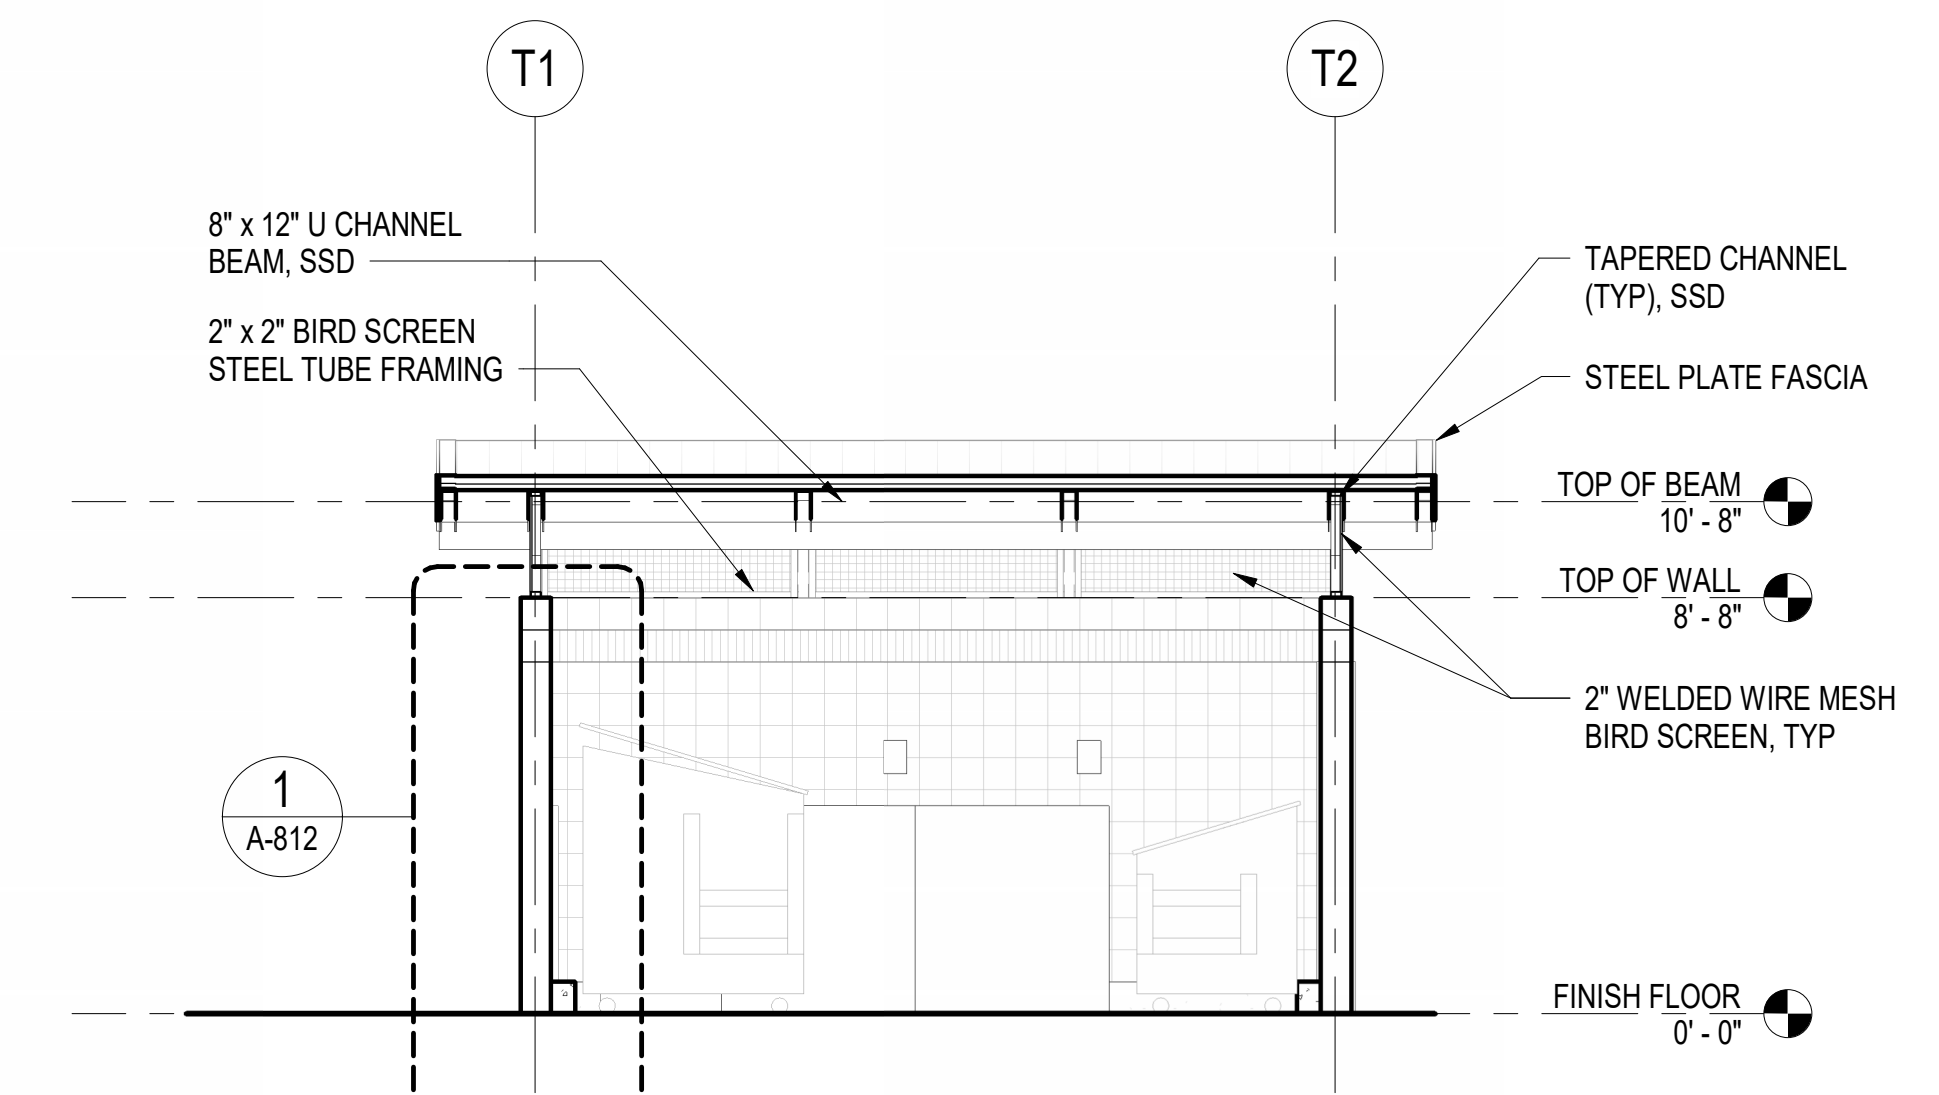 T1
T2
8" x 12" U CHANNEL
BEAM, SSD
2" x 2" BIRD SCREEN
STEEL TUBE FRAMING
TAPERED CHANNEL
(TYP), SSD
STEEL PLATE FASCIA
TOP OF BEAM
10' - 8"
TOP OF WALL
8' - 8"
2" WELDED WIRE MESH
BIRD SCREEN, TYP
1
A-812
FINISH FLOOR
0' - 0"